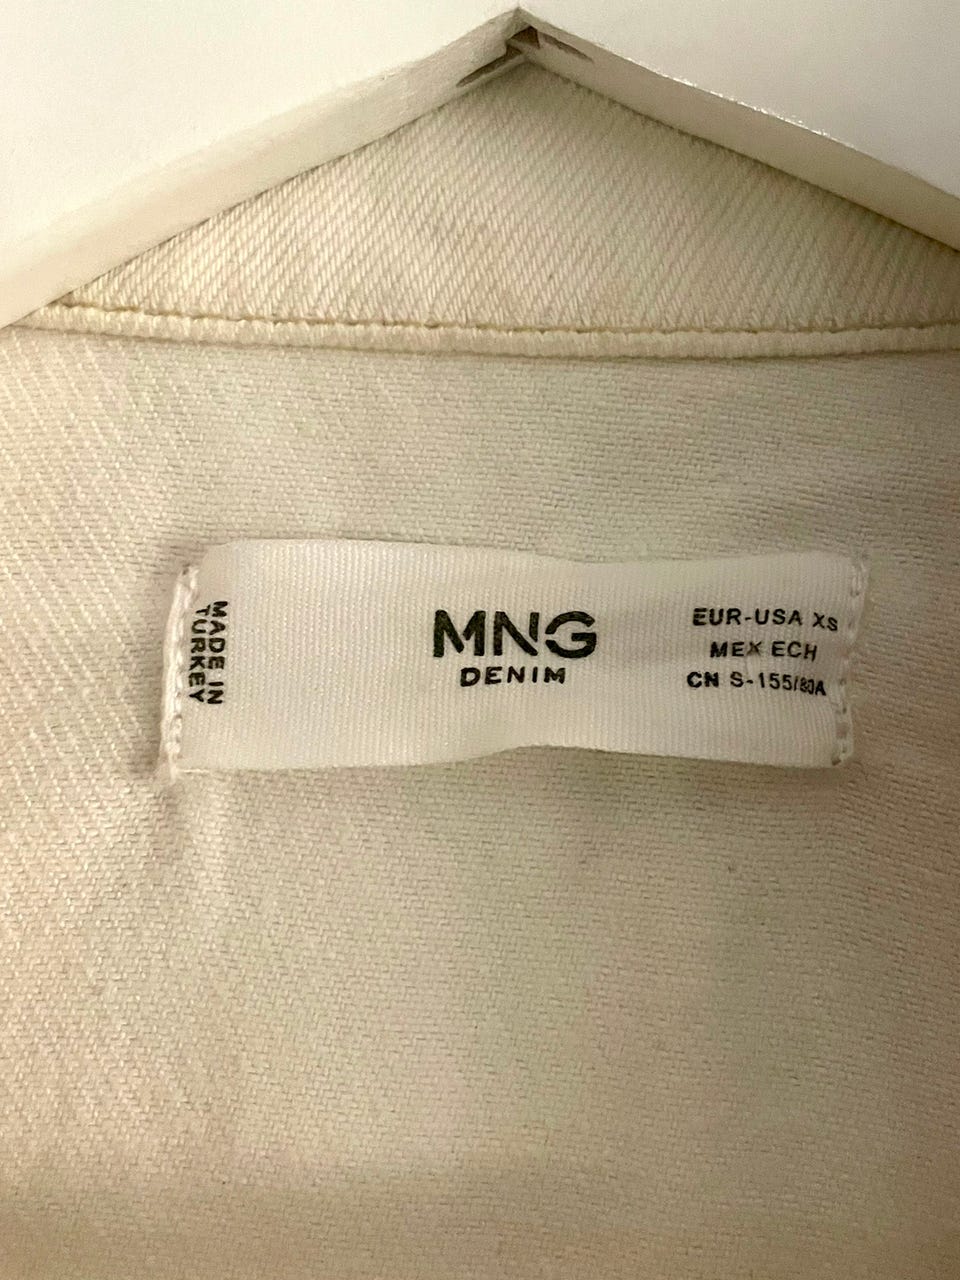 MADE IN
TURKEY
MNG
DENIM
EUR-USA XS
MEX ECH
CN S-155/80A